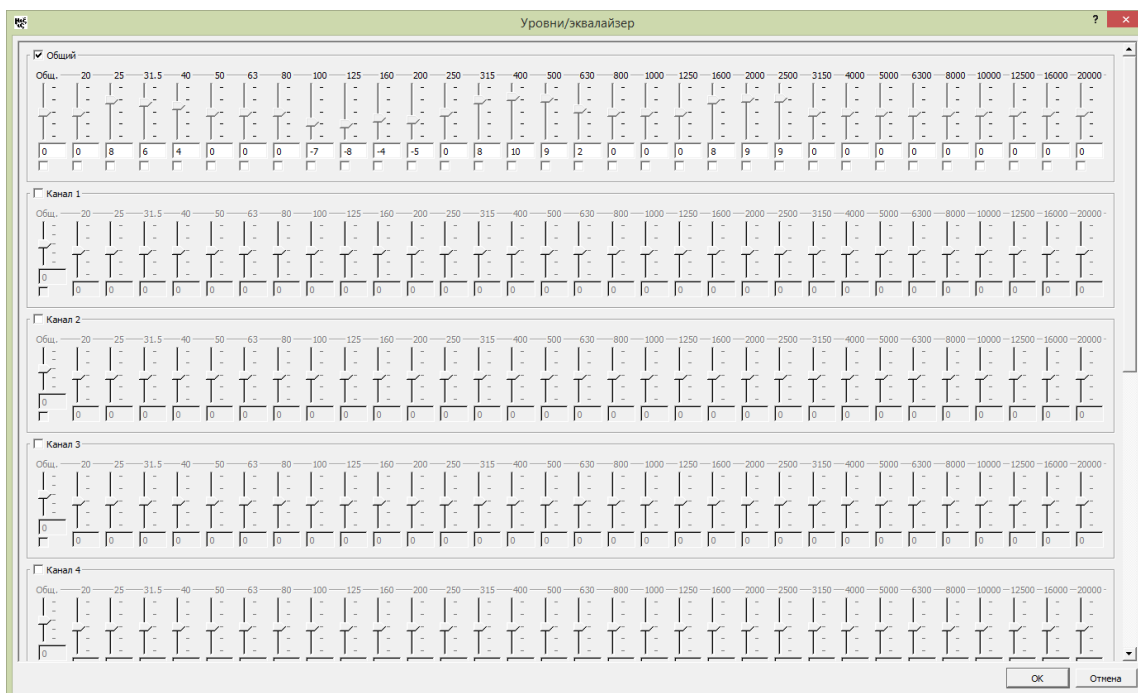 Уровни/эквалайзер
?
×
Общий
Общ. 20 25 31.5 40 50 63 80 100 125 160 200 250 315 400 500 630 800 1000 1250 1600 2000 2500 3150 4000 5000 6300 8000 10000 12500 16000 20000
0 0 8 6 4 0 0 0 -7 -8 -4 -5 0 8 10 9 2 0 0 0 8 9 9 0 0 0 0 0 0 0 0 0
Канал 1
Общ. 20 25 31.5 40 50 63 80 100 125 160 200 250 315 400 500 630 800 1000 1250 1600 2000 2500 3150 4000 5000 6300 8000 10000 12500 16000 20000
0
0 0 0 0 0 0 0 0 0 0 0 0 0 0 0 0 0 0 0 0 0 0 0 0 0 0 0 0 0 0 0
Канал 2
Общ. 20 25 31.5 40 50 63 80 100 125 160 200 250 315 400 500 630 800 1000 1250 1600 2000 2500 3150 4000 5000 6300 8000 10000 12500 16000 20000
0
0 0 0 0 0 0 0 0 0 0 0 0 0 0 0 0 0 0 0 0 0 0 0 0 0 0 0 0 0 0 0
Канал 3
Общ. 20 25 31.5 40 50 63 80 100 125 160 200 250 315 400 500 630 800 1000 1250 1600 2000 2500 3150 4000 5000 6300 8000 10000 12500 16000 20000
0
0 0 0 0 0 0 0 0 0 0 0 0 0 0 0 0 0 0 0 0 0 0 0 0 0 0 0 0 0 0 0
Канал 4
Общ. 20 25 31.5 40 50 63 80 100 125 160 200 250 315 400 500 630 800 1000 1250 1600 2000 2500 3150 4000 5000 6300 8000 10000 12500 16000 20000
0
OK Отмена